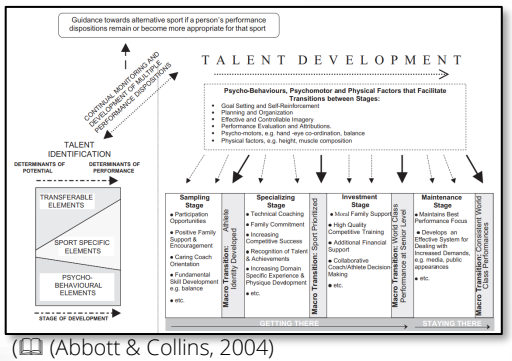 Guidance towards alternative sport if a person's performance
dispositions remain or become more appropriate for that sport
CONTINUAL MONITORING AND
DEVELOPMENT OF MULTIPLE
PERFORMANCE DISPOSITIONS
TALENT DEVELOPMENT
Psycho-Behaviours, Psychomotor and Physical Factors that Facilitate
Transitions between Stages:
• Goal Setting and Self-Reinforcement
• Planning and Organization
• Effective and Controllable Imagery
• Performance Evaluation and Attributions.
• Psycho-motors, e.g. hand -eye co-ordination, balance
• Physical factors, e.g. height, muscle composition
TALENT
IDENTIFICATION
DETERMINANTS OF
POTENTIAL
DETERMINANTS OF
PERFORMANCE
TRANSFERABLE
ELEMENTS
SPORT SPECIFIC
ELEMENTS
PSYCHO-
BEHAVIOURAL
ELEMENTS
STAGE OF DEVELOPMENT
Sampling
Stage
• Participation
Opportunities
• Positive Family
Support &
Encouragement
• Caring Coach
Orientation
• Fundamental
Skill Development
e.g. balance
• etc.
Macro Transition: Athlete
Identity Developed
Specializing
Stage
• Technical Coaching
• Family Commitment
• Increasing
Competitive Success
• Recognition of Talent
& Achievements
• Increasing Domain
Specific Experience &
Physique Development
• etc.
Macro Transition: Sport Prioritized
Investment
Stage
• Moral Family Support
• High Quality
Competitive Training
• Additional Financial
Support
• Collaborative
Coach/Athlete Decision
Making
• etc.
Macro Transition: World Class
Performance at Senior Level
Maintenance
Stage
• Maintains Best
Performance Focus
• Develops an
Effective System for
Dealing with
Increased Demands,
e.g. media, public
appearances
• etc.
Macro Transition: Consistent World
Class Performances
GETTING THERE
STAYING THERE
(Abbott & Collins, 2004)